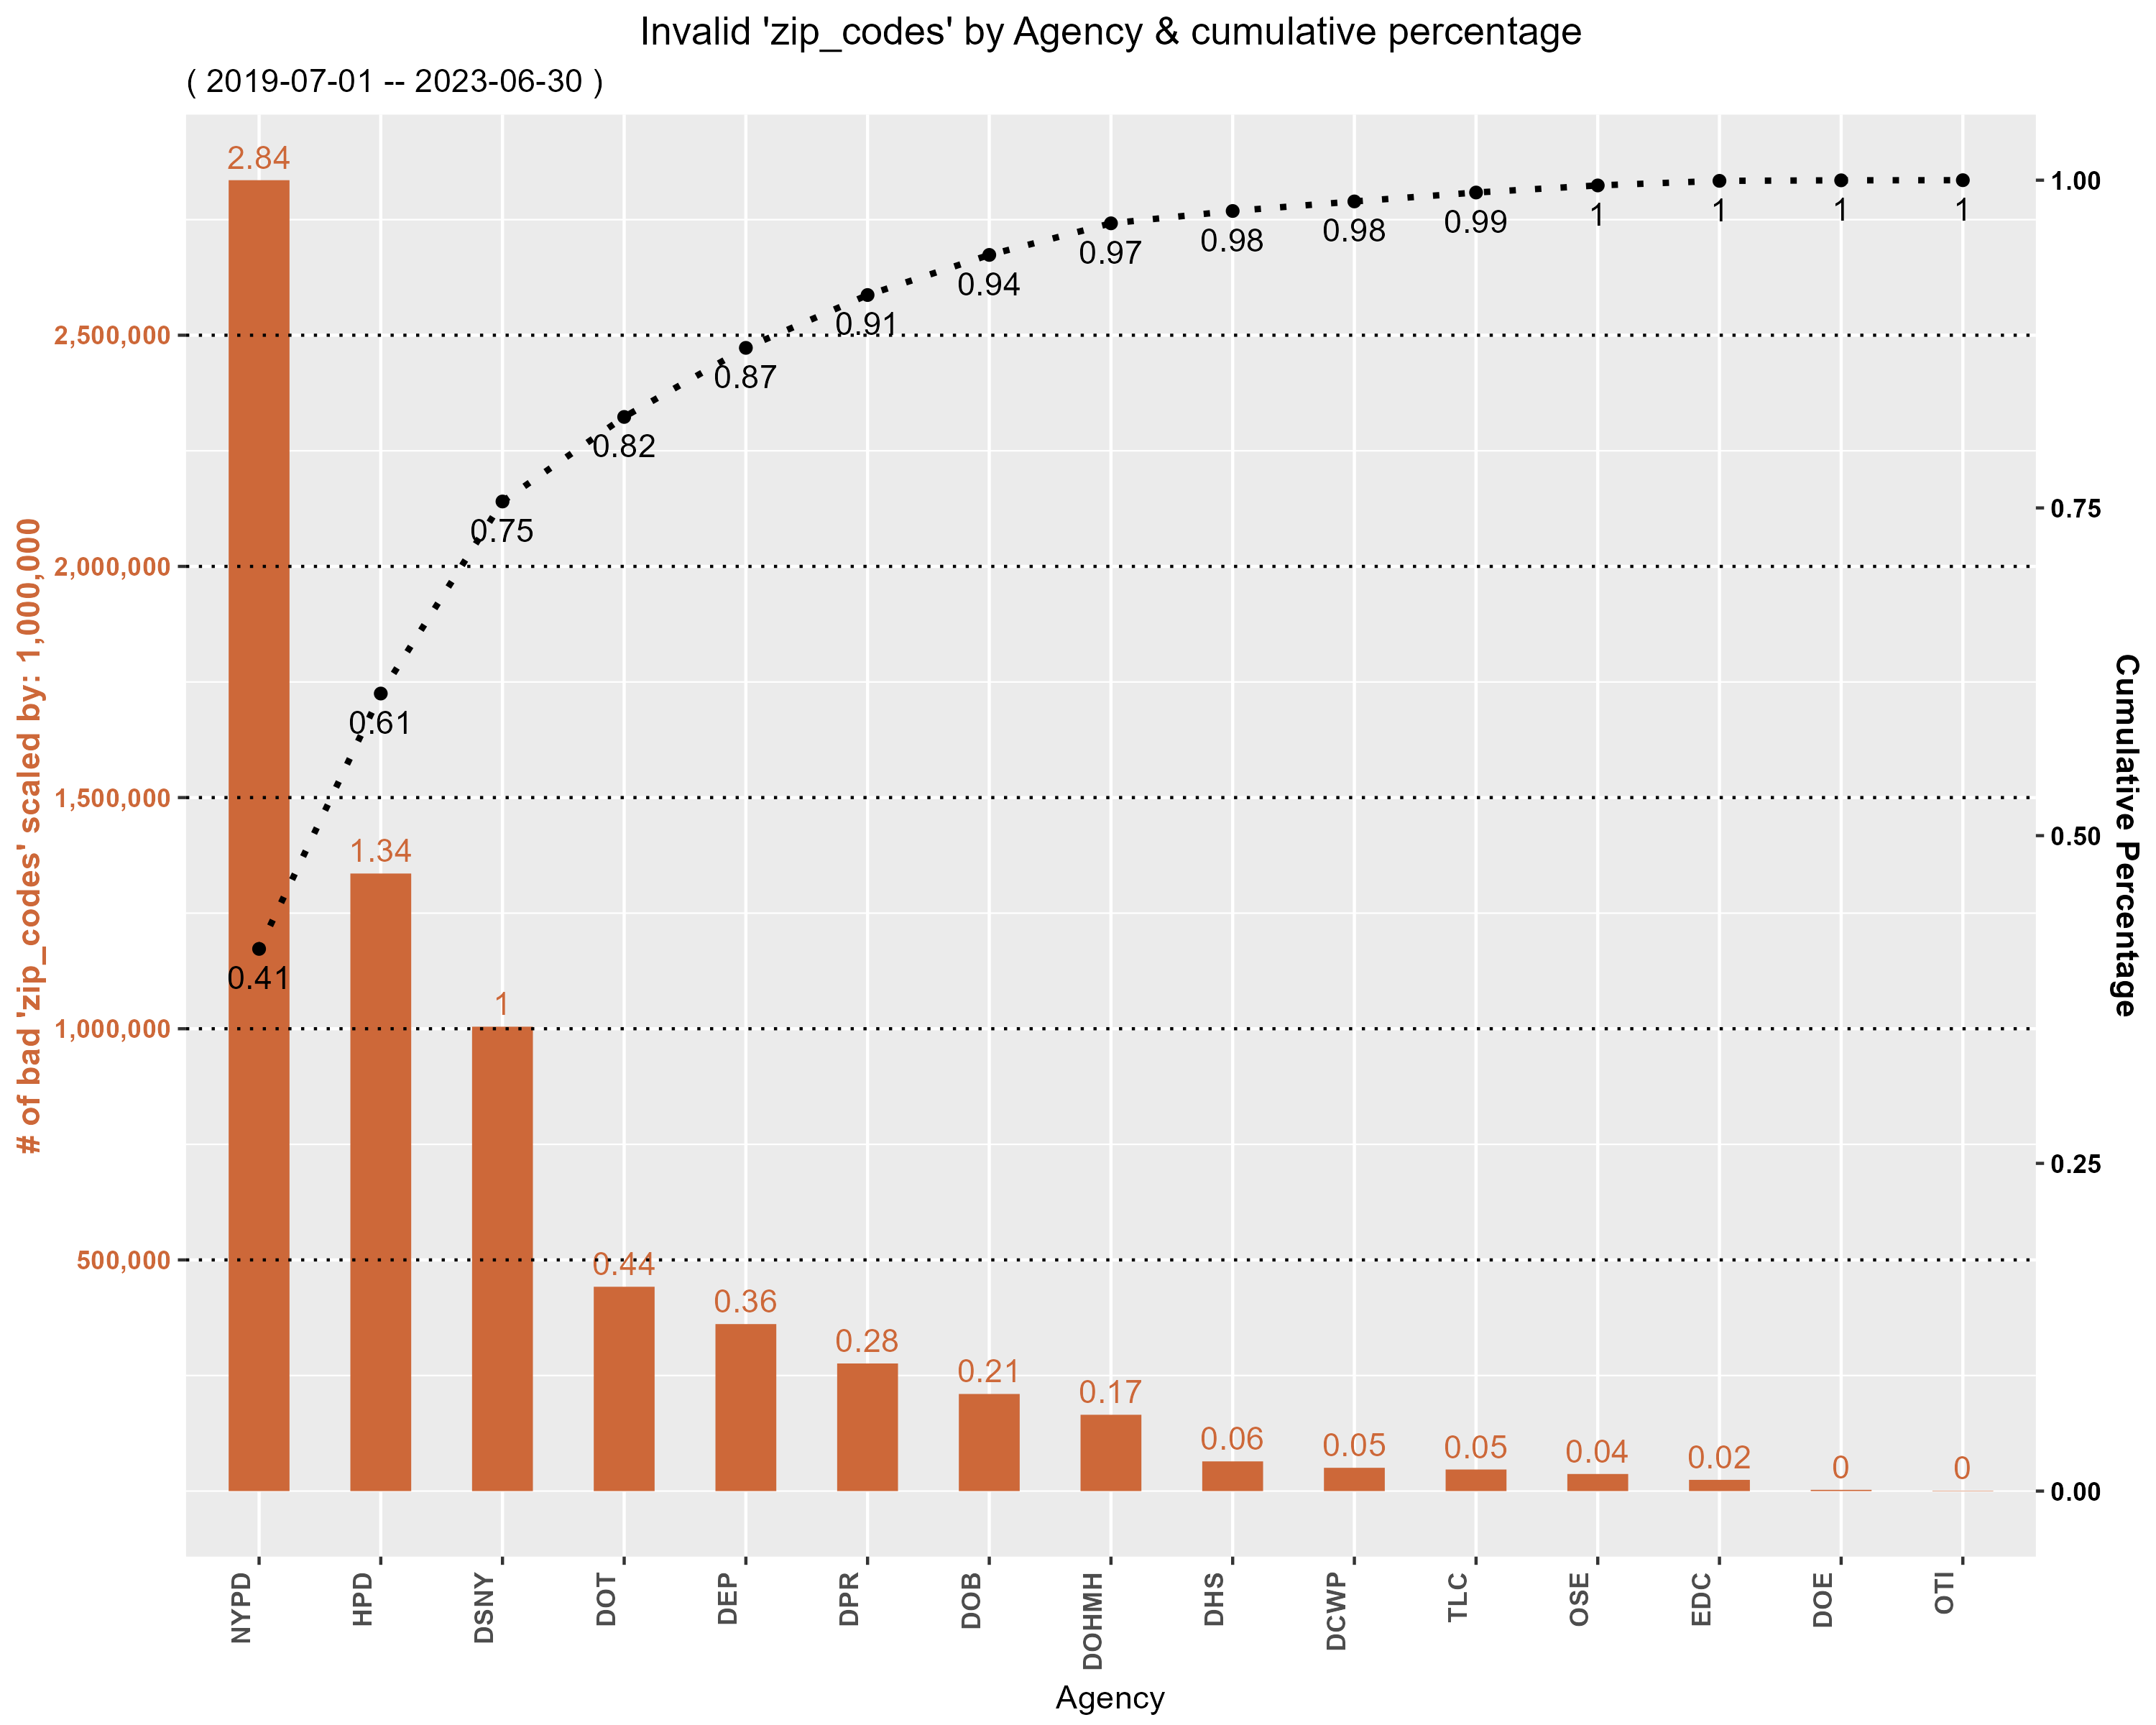 Invalid 'zip_codes' by Agency & cumulative percentage
( 2019-07-01 -- 2023-06-30 )
# of bad 'zip_codes' scaled by: 1,000,000
2,500,000
2,000,000
1,500,000
1,000,000
500,000
2.84
1.34
1
0.44
0.36
0.28
0.21
0.17
0.06
0.05
0.05
0.04
0.02
0
0
0.41
0.61
0.75
0.82
0.87
0.91
0.94
0.97
0.98
0.98
0.99
1
1
1
1
1.00
0.75
0.50
0.25
0.00
Cumulative Percentage
NYPD
HPD
DSNY
DOT
DEP
DPR
DOB
DOHMH
DHS
DCWP
TLC
OSE
EDC
DOE
OTI
Agency